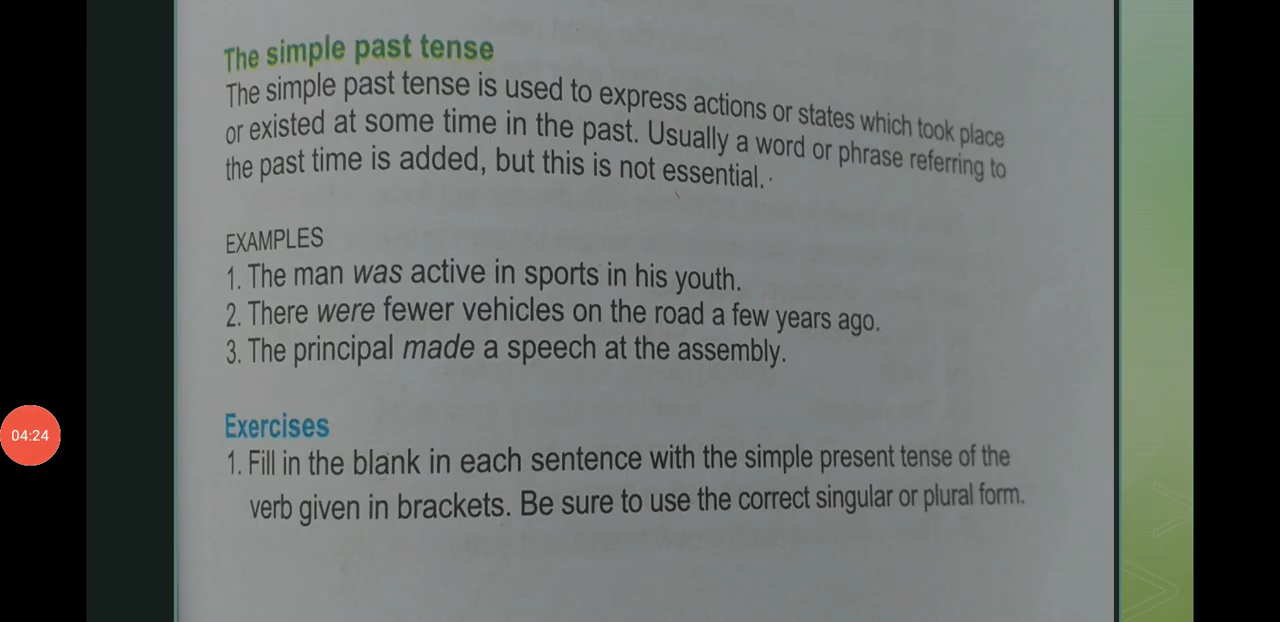 The simple past tense
The simple past tense is used to express actions or states which took place
or existed at some time in the past. Usually a word or phrase referring to
the past time is added, but this is not essential.
EXAMPLES
1. The man was active in sports in his youth.
2. There were fewer vehicles on the road a few years ago.
3. The principal made a speech at the assembly.
Exercises
1. Fill in the blank in each sentence with the simple present tense of the
verb given in brackets. Be sure to use the correct singular or plural form.
04:24